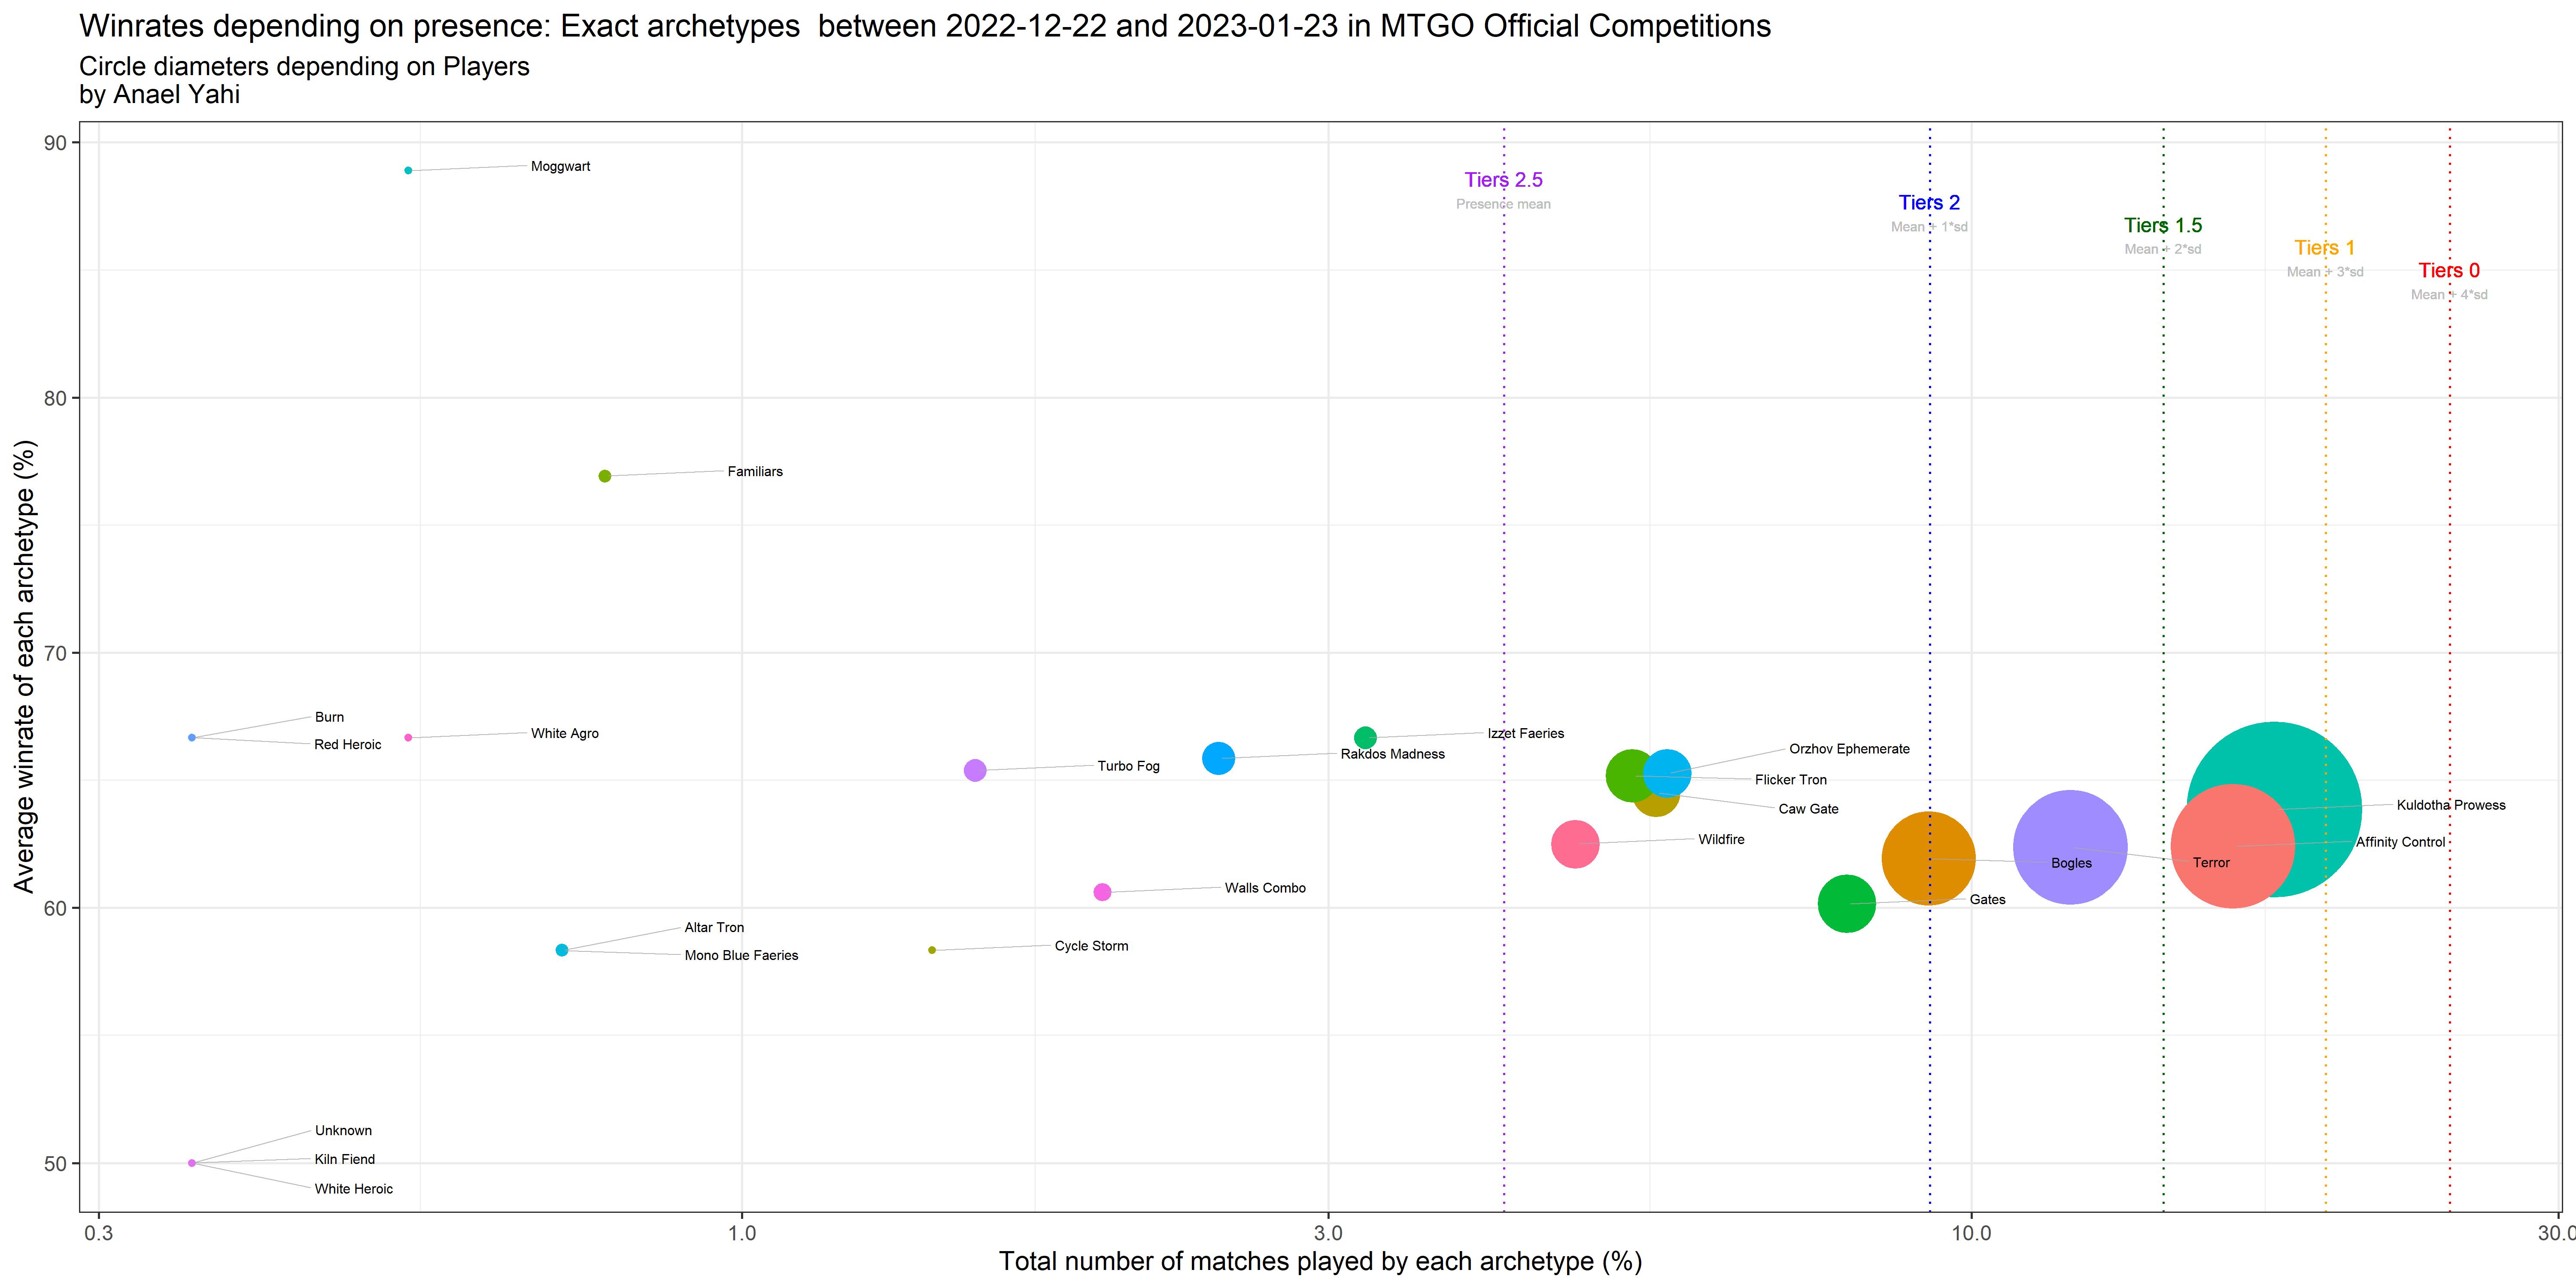 Winrates depending on presence: Exact archetypes  between 2022-12-22 and 2023-01-23 in MTGO Official Competitions
Circle diameters depending on Players
by Anael Yahi
Average winrate of each archetype (%)
90
80
70
60
50
Moggwart
Tiers 2.5
Presence mean
Tiers 2
Mean + 1*sd
Tiers 1.5
Mean + 2*sd
Tiers 1
Mean + 3*sd
Tiers 0
Mean + 4*sd
Familiars
Burn
Red Heroic
White Agro
Turbo Fog
Izzet Faeries
Rakdos Madness
Orzhov Ephemerate
Flicker Tron
Caw Gate
Wildfire
Kuldotha Prowess
Affinity Control
Bogles
Terror
Walls Combo
Gates
Altar Tron
Mono Blue Faeries
Cycle Storm
Unknown
Kiln Fiend
White Heroic
0.3
1.0
3.0
10.0
30.0
Total number of matches played by each archetype (%)